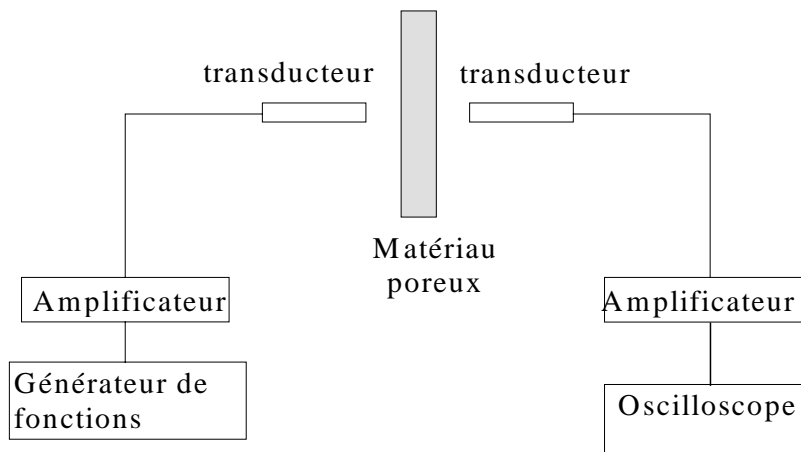 transducteur
transducteur
Matériau
poreux
Amplificateur
Amplificateur
Générateur de
fonctions
Oscilloscope